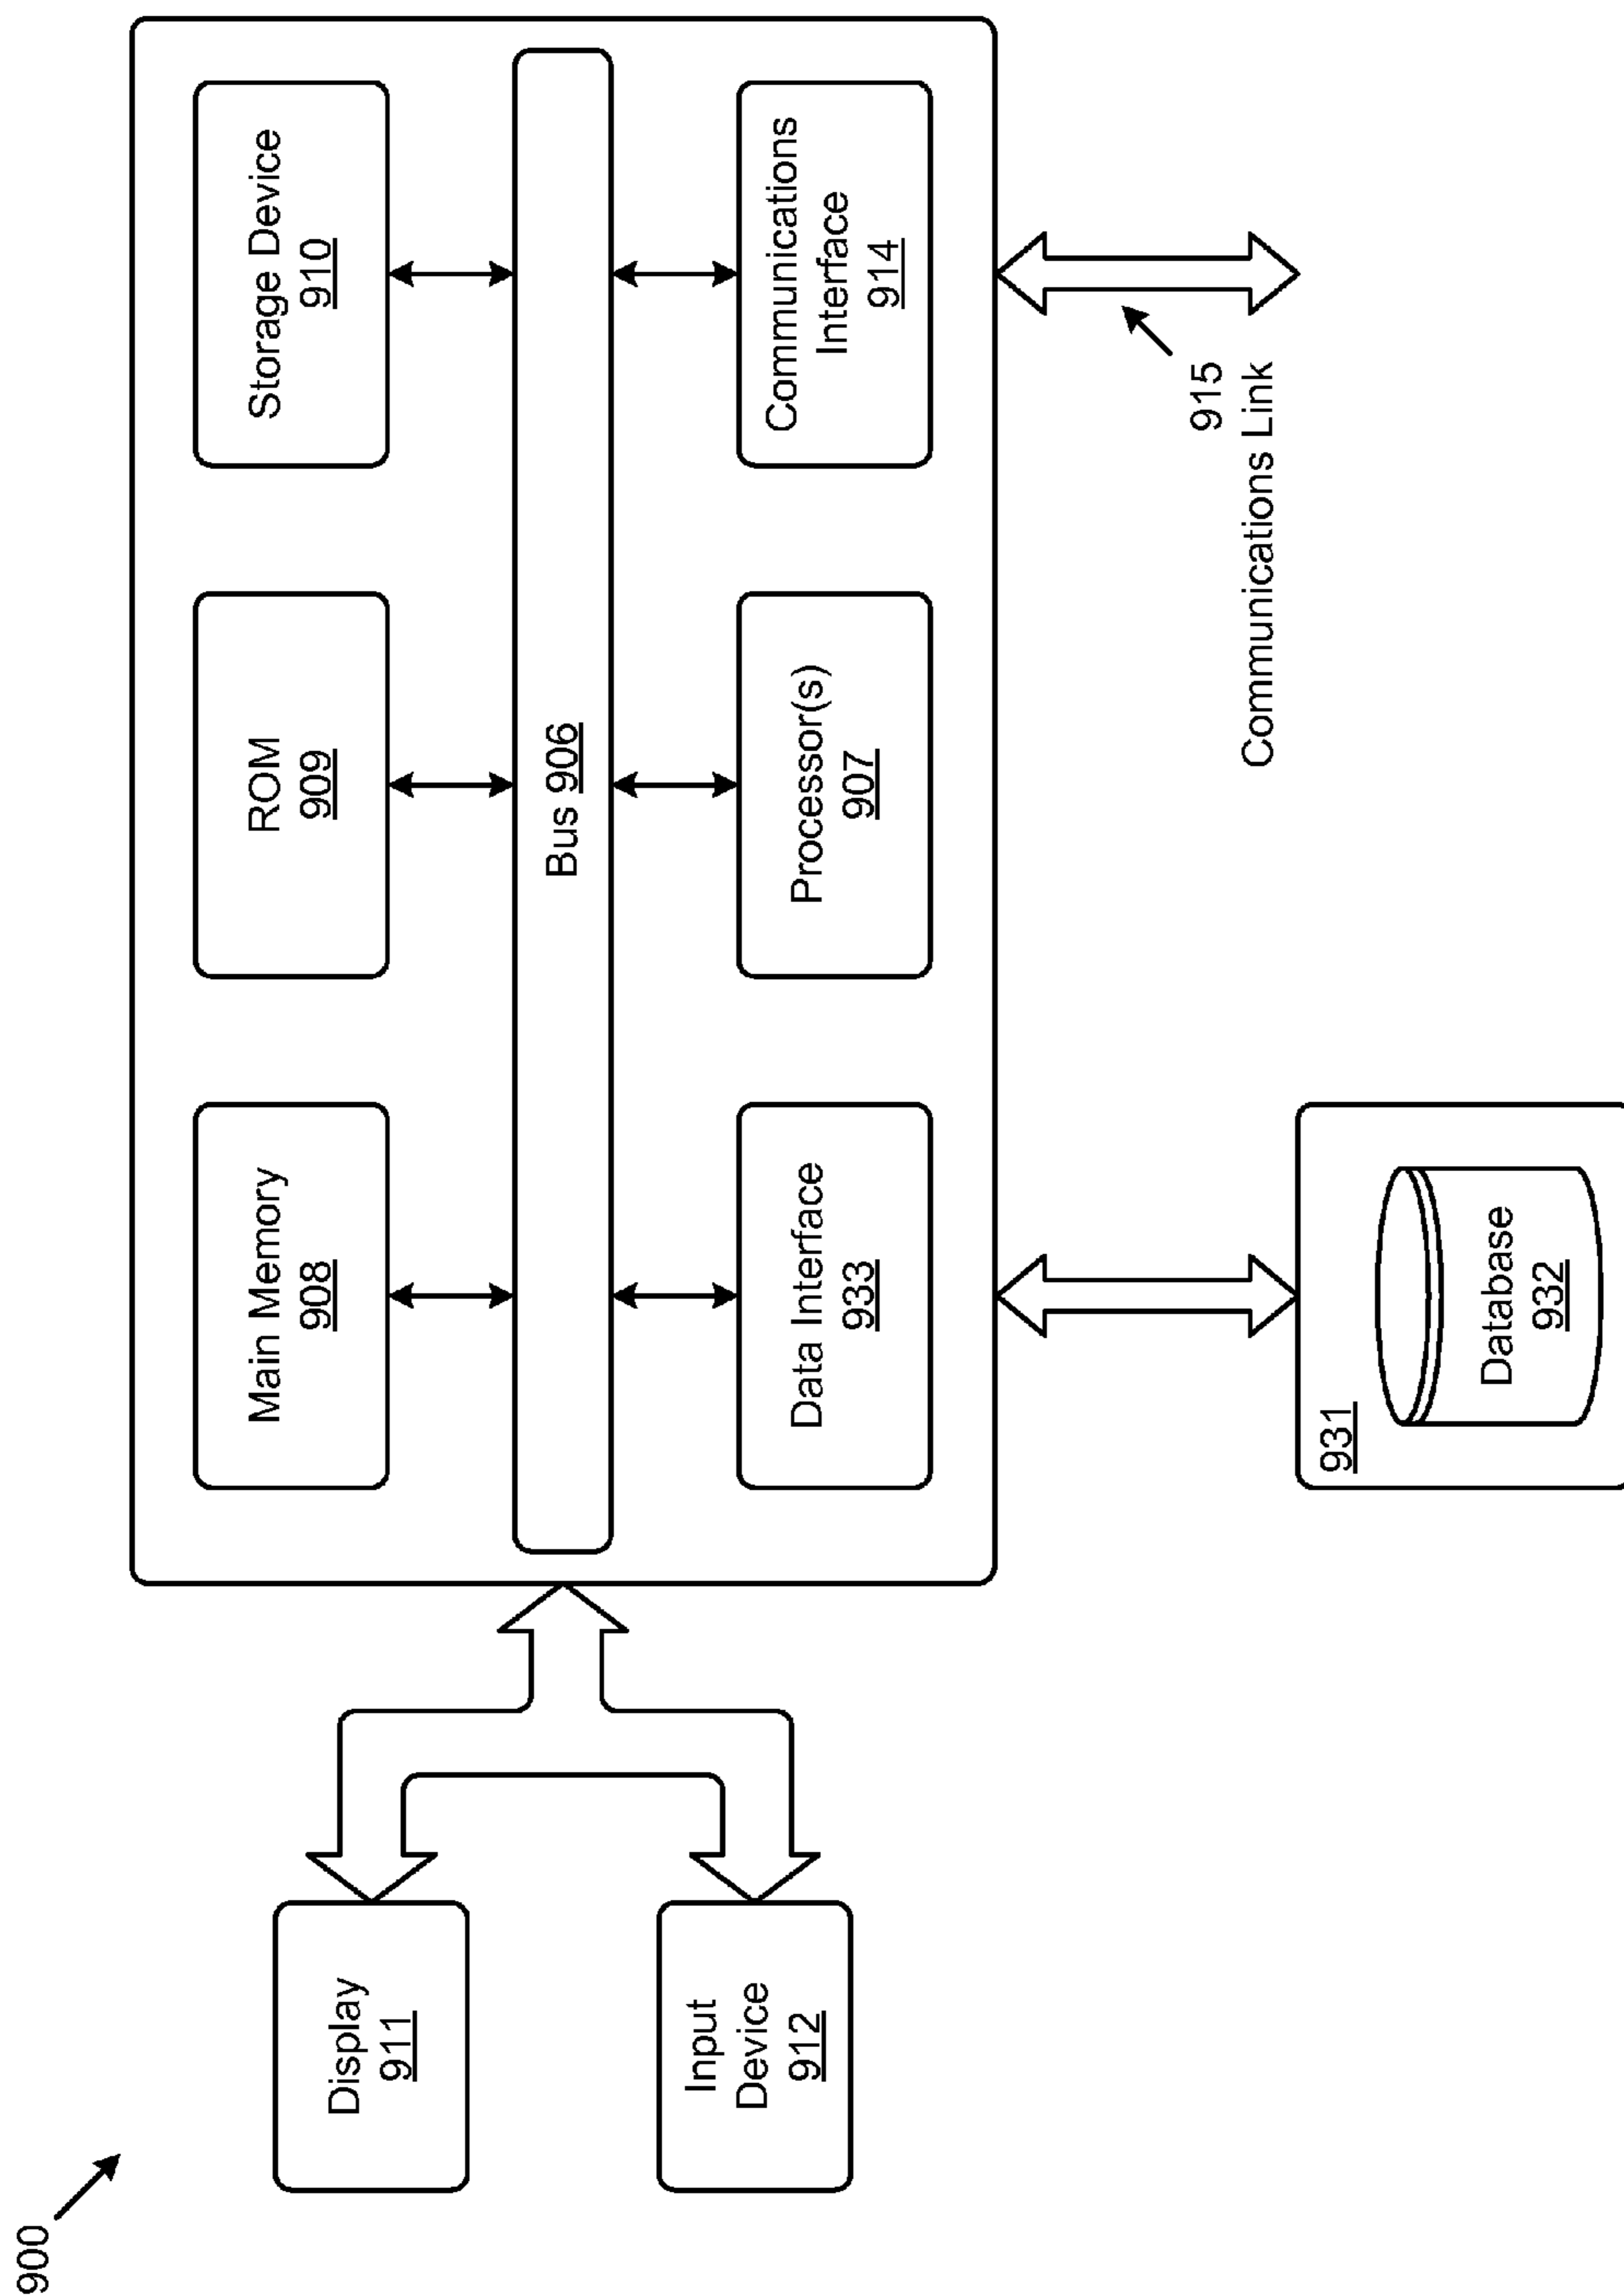 900
Display
911
Input
Device
912
Main Memory
908
ROM
909
Storage Device
910
Bus 906
Data Interface
933
Processor(s)
907
Communications
Interface
914
915
Communications Link
931
Database
932